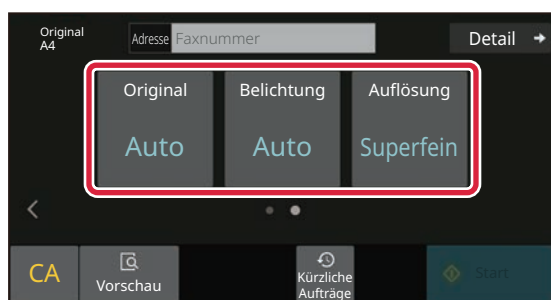 Original
A4
Adresse Faxnummer
Detail
Original Belichtung Auflösung
Auto Auto Superfein
CA
Vorschau
Kürzliche
Aufträge
Start